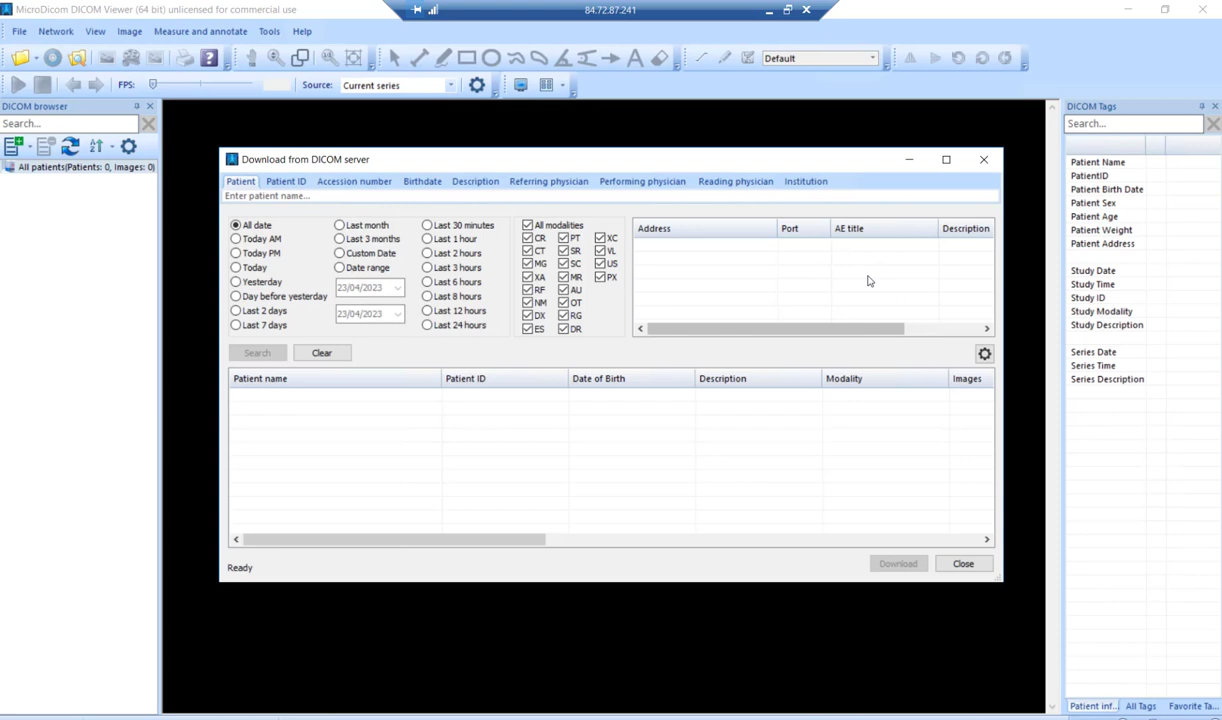 MicroDicom DICOM Viewer (64 bit) unlicensed for commercial use
84.72.87.241
File Network View Image Measure and annotate Tools Help
Default
FPS: Source: Current series
DICOM browser
Search...
All patients(Patients: 0, Images: 0)
Download from DICOM server
Patient Patient ID Accession number Birthdate Description Referring physician Performing physician Reading physician Institution
Enter patient name...
All date Last month Last 30 minutes All modalities
Today AM Last 3 months Last 1 hour CR PT XC
Today PM Custom Date Last 2 hours CT SR VL
Today Date range Last 3 hours MG SC US
Yesterday 23/04/2023 Last 6 hours XA MR PX
Day before yesterday Last 8 hours RF AU
Last 2 days 23/04/2023 Last 12 hours NM OT
Last 7 days Last 24 hours DX RG
ES DR
Address Port AE title Description
Search Clear
Patient name Patient ID Date of Birth Description Modality Images
Ready
Download Close
DICOM Tags
Search...
Patient Name
PatientID
Patient Birth Date
Patient Sex
Patient Age
Patient Weight
Patient Address
Study Date
Study Time
Study ID
Study Modality
Study Description
Series Date
Series Time
Series Description
Patient inf... All Tags Favorite Ta...